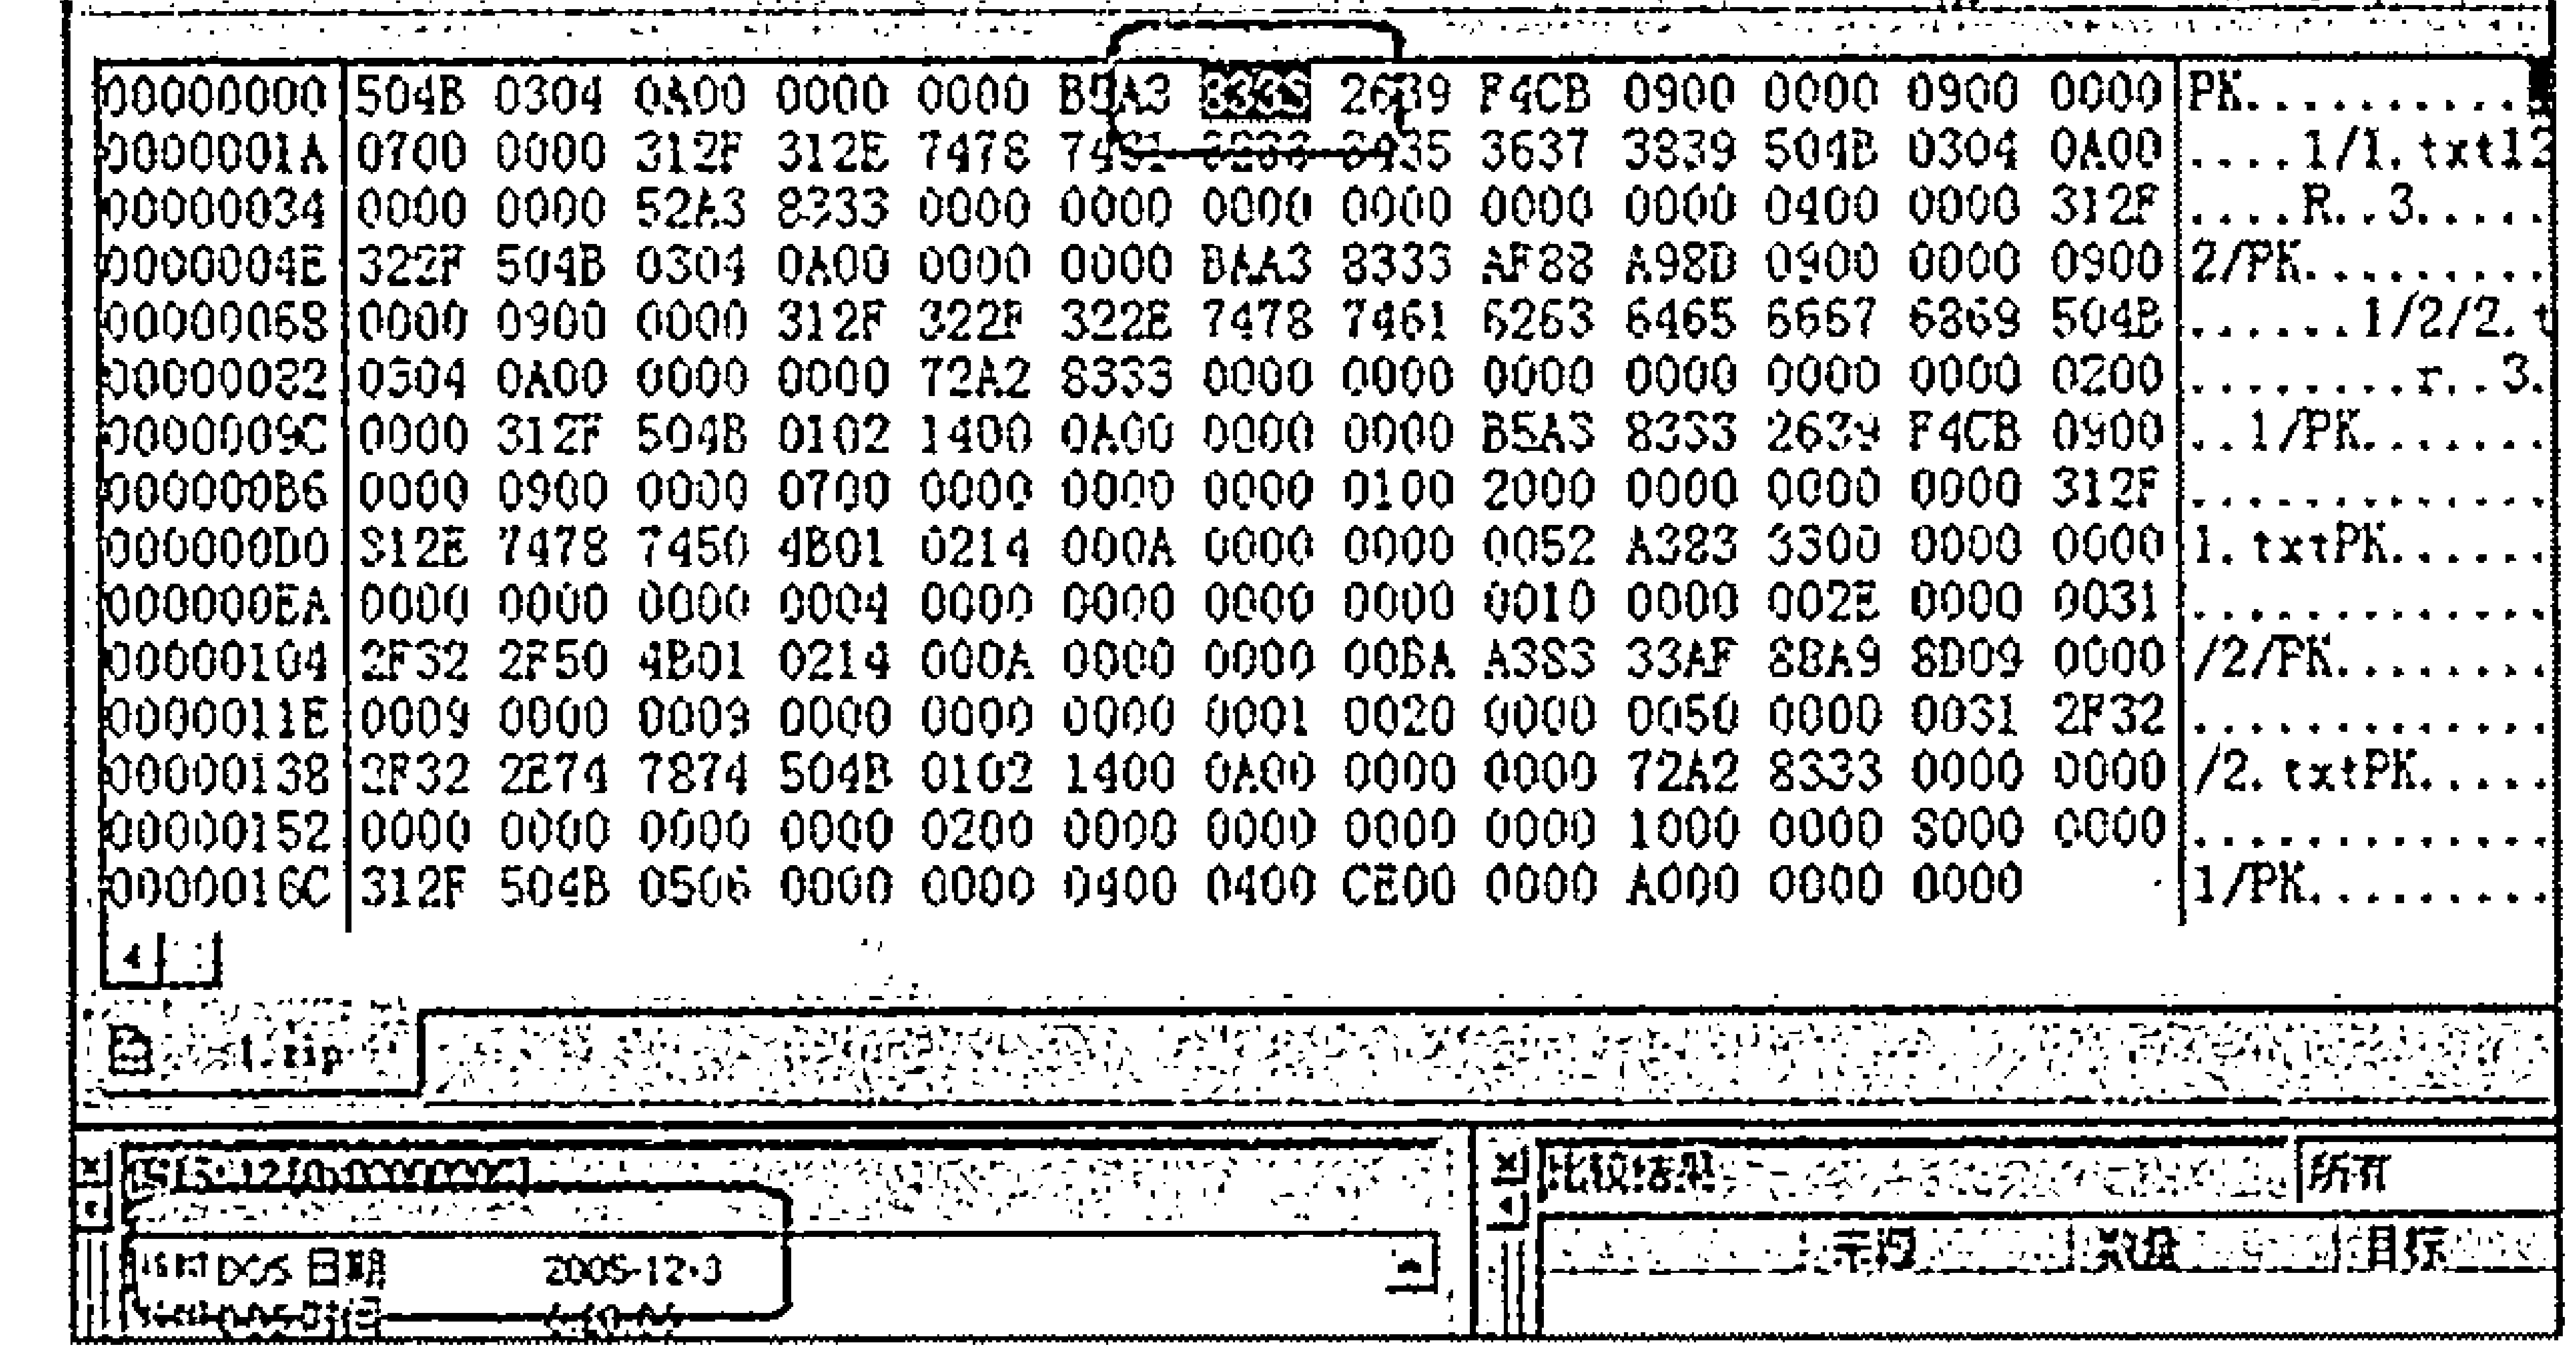 00000000 504B 0304 0A00 0000 0000 B5A3 8333 2639 F4CB 0900 0000 0900 0000 PK..........
0000001A 0700 0000 312F 312E 7478 3637 3839 504B 0304 0A00 ....1/1.txt12
00000034 0000 0000 52A3 8333 0000 0000 0000 0000 0000 0000 0400 0000 312F ....R..3.....
0000004E 322F 504B 0304 0A00 0000 0000 BAA3 8333 AF88 A98D 0900 0000 0900 2/PK.........
00000068 0000 0900 0000 312F 322F 322E 7478 7461 6263 6465 6667 6869 504B ......1/2/2.t
00000082 0304 0A00 0000 0000 72A2 8333 0000 0000 0000 0000 0000 0000 0200 ........r..3.
0000009C 0000 312F 504B 0102 1400 0A00 0000 0000 B5A3 8333 2639 F4CB 0900 ..1/PK.......
000000B6 0000 0900 0000 0700 0000 0000 0000 0100 2000 0000 0000 0000 312F .............
000000D0 312E 7478 7450 4B01 0214 000A 0000 0000 0052 A383 3300 0000 0000 1.txtPK......
000000EA 0000 0000 0000 0004 0000 0000 0000 0000 0010 0000 002E 0000 0031 .............
00000104 2F32 2F50 4B01 0214 000A 0000 0000 00BA A383 33AF 88A9 8D09 0000 /2/PK........
0000011E 0009 0000 0009 0000 0000 0000 0001 0020 0000 0050 0000 0031 2F32 .............
00000138 2F32 2E74 7874 504B 0102 1400 0A00 0000 0000 72A2 8333 0000 0000 /2.txtPK.....
00000152 0000 0000 0000 0000 0200 0000 0000 0000 0000 1000 0000 8000 0000 .............
0000016C 312F 504B 0506 0000 0000 0400 0400 CE00 0000 A000 0000 0000 1/PK.........
1.zip
比较结果 所有
DOS 日期 2005-12-3
目标